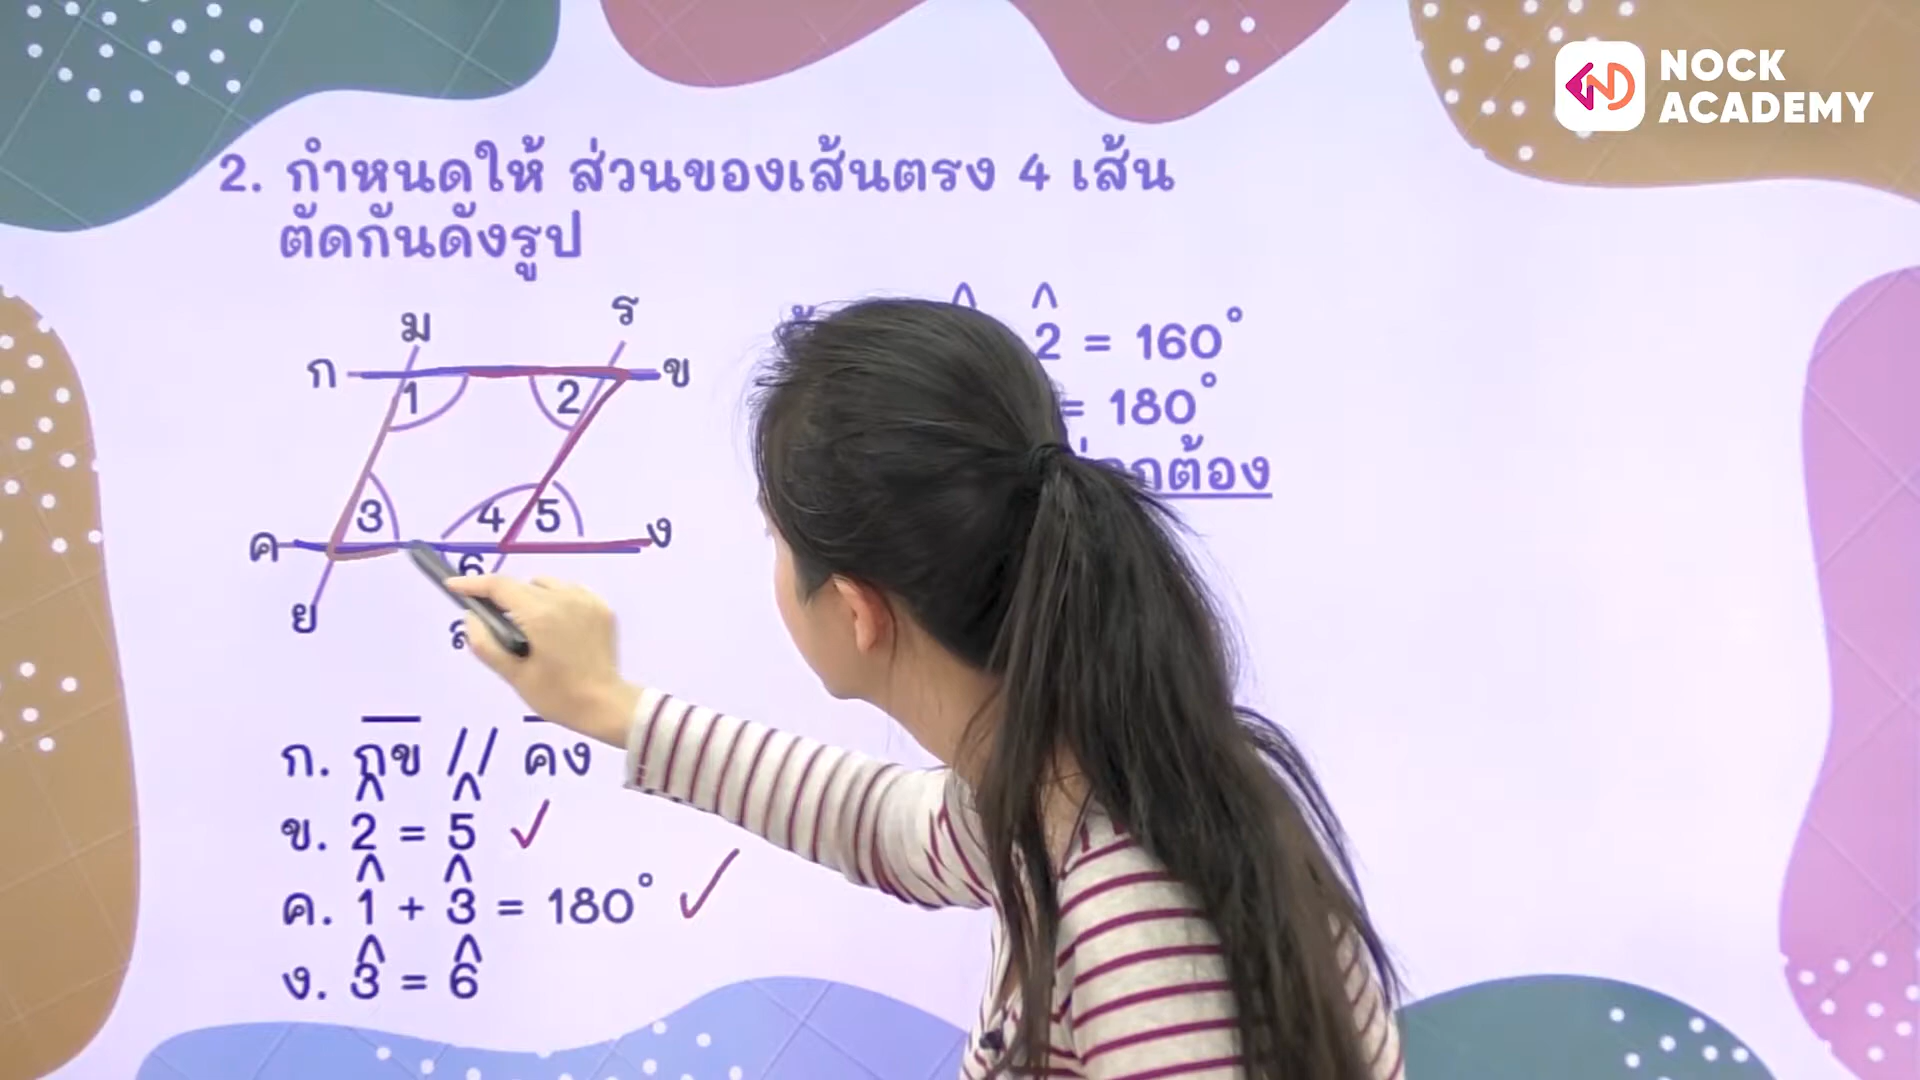 NOCK
ACADEMY
2. กำหนดให้ ส่วนของเส้นตรง 4 เส้น
ตัดกันดังรูป
ม ร
ก ข
1 2
3 4 5
ค ง
6
ย
2̂ = 160°
= 180°
ต้อง
ก. กข // คง
ข. 2̂ = 5̂ ✓
ค. 1̂ + 3̂ = 180° ✓
ง. 3̂ = 6̂